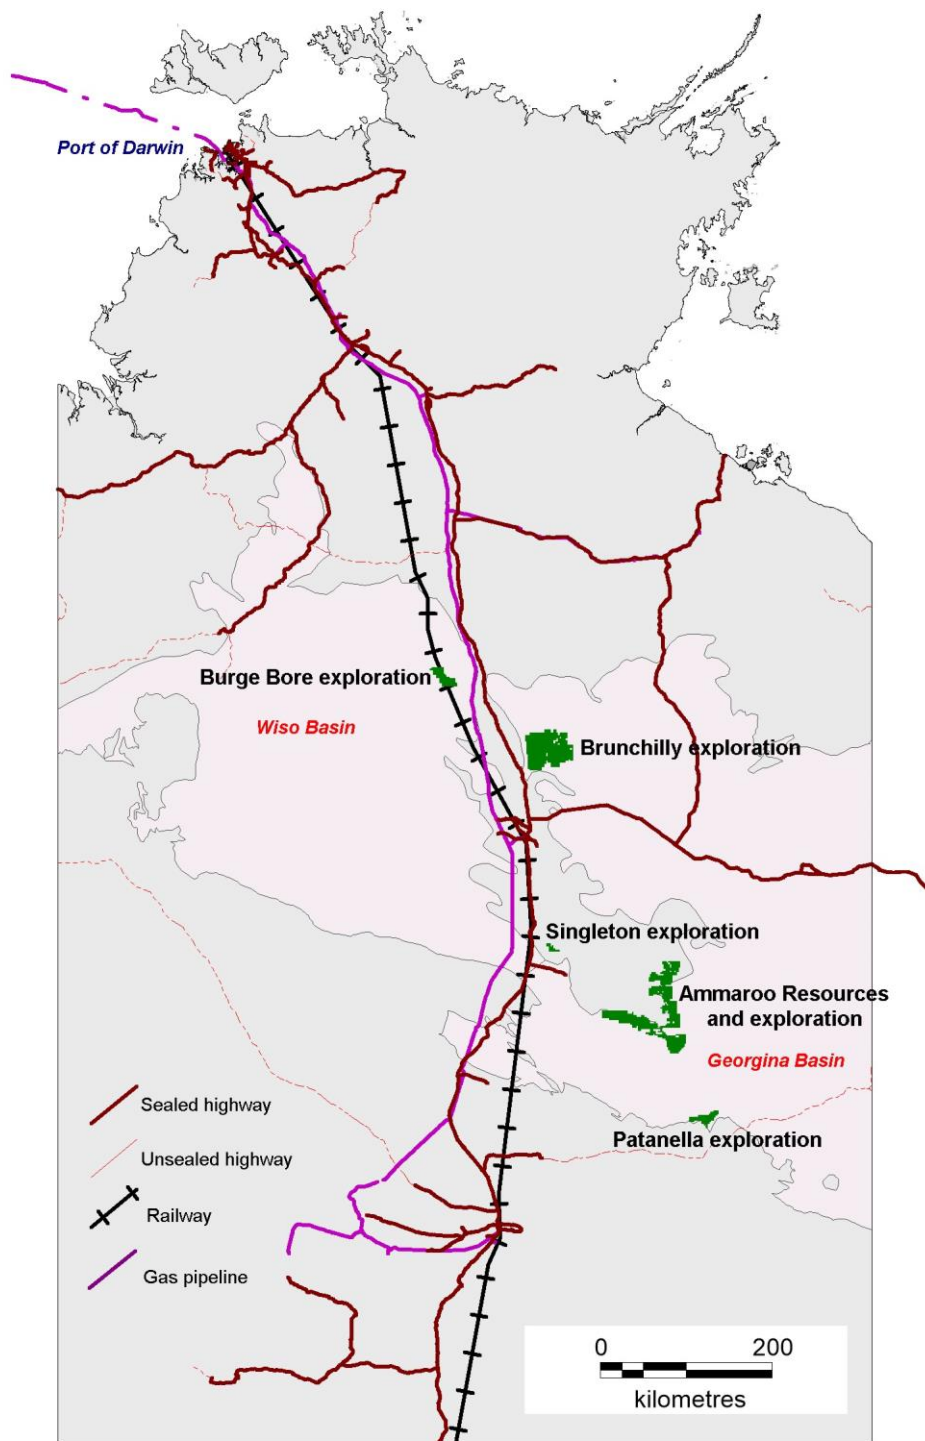 Port of Darwin
Burge Bore exploration
Wiso Basin
Brunchilly exploration
Singleton exploration
Ammaroo Resources
and exploration
Georgina Basin
Patanella exploration
Sealed highway
Unsealed highway
Railway
Gas pipeline
0 200
kilometres